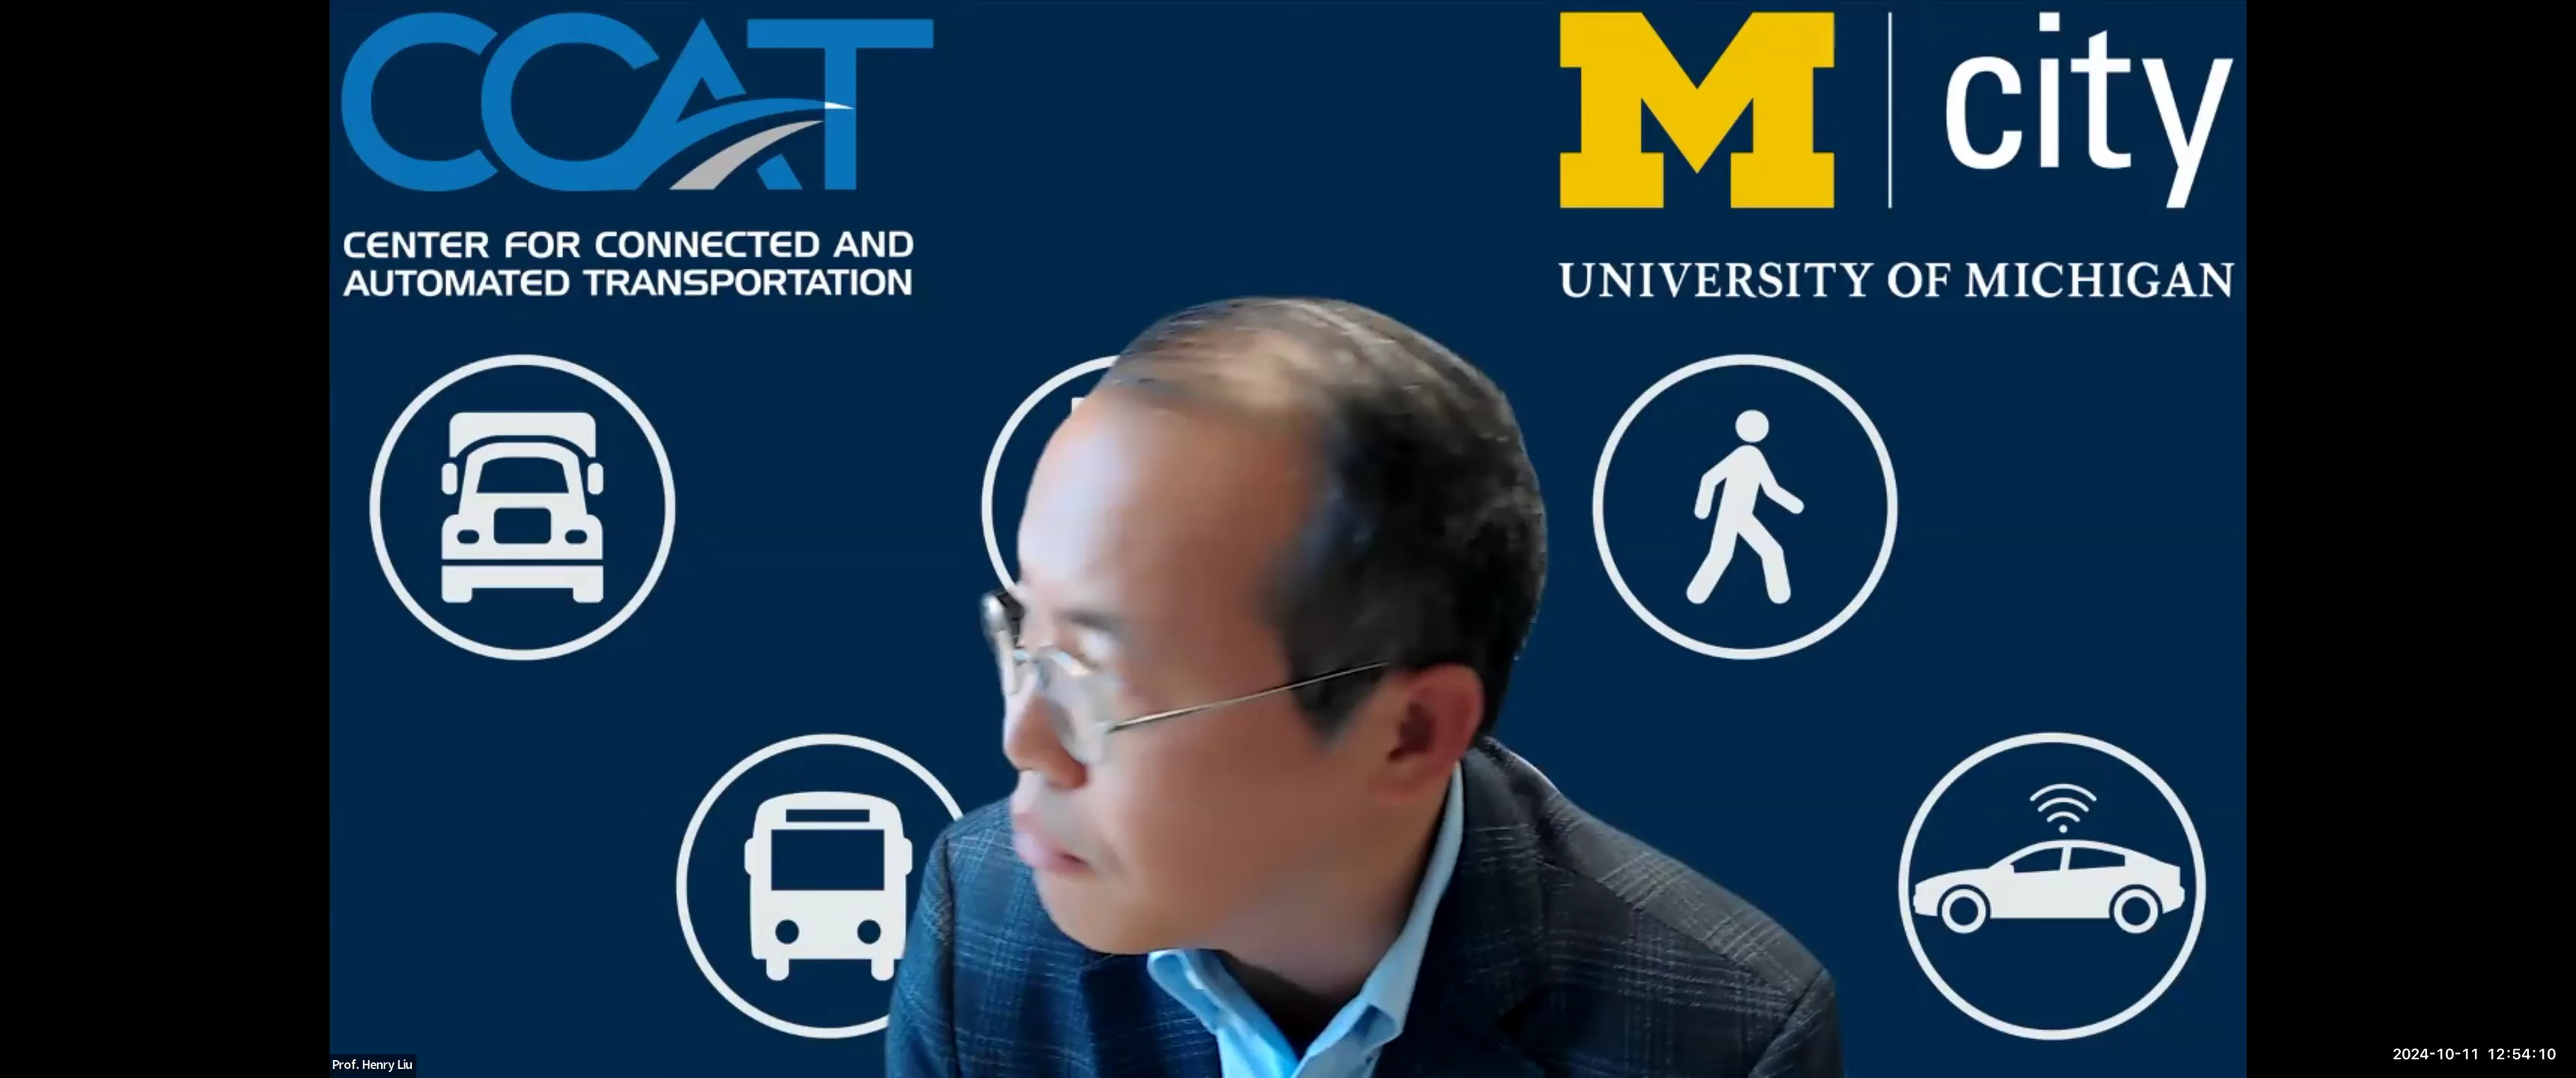 CCAT
CENTER FOR CONNECTED AND
AUTOMATED TRANSPORTATION
M | city
UNIVERSITY OF MICHIGAN
Prof. Henry Liu
2024-10-11 12:54:10